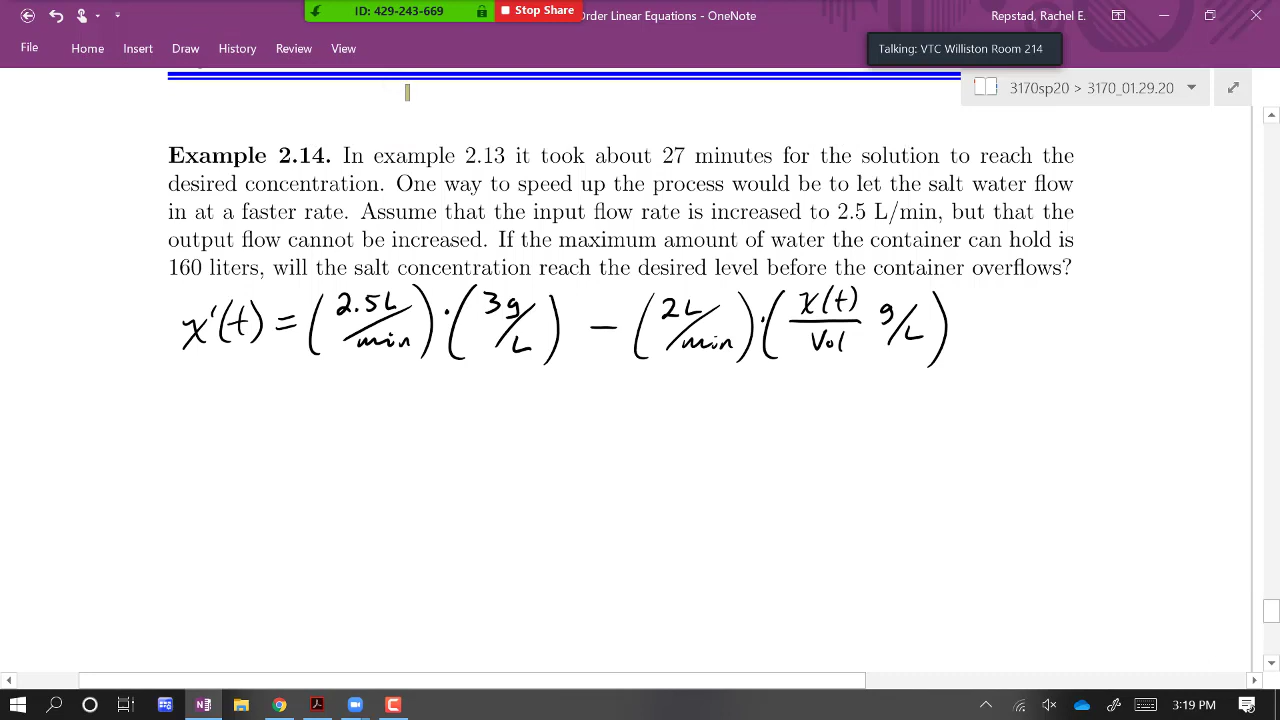 ID: 429-243-669
Stop Share
Order Linear Equations - OneNote
Repstad, Rachel E.
File Home Insert Draw History Review View
Talking: VTC Williston Room 214
3170sp20 > 3170_01.29.20
Example 2.14. In example 2.13 it took about 27 minutes for the solution to reach the
desired concentration. One way to speed up the process would be to let the salt water flow
in at a faster rate. Assume that the input flow rate is increased to 2.5 L/min, but that the
output flow cannot be increased. If the maximum amount of water the container can hold is
160 liters, will the salt concentration reach the desired level before the container overflows?
x'(t) = (2.5L/min) · (3g/L) − (2L/min) · (x(t)/Vol g/L)
3:19 PM